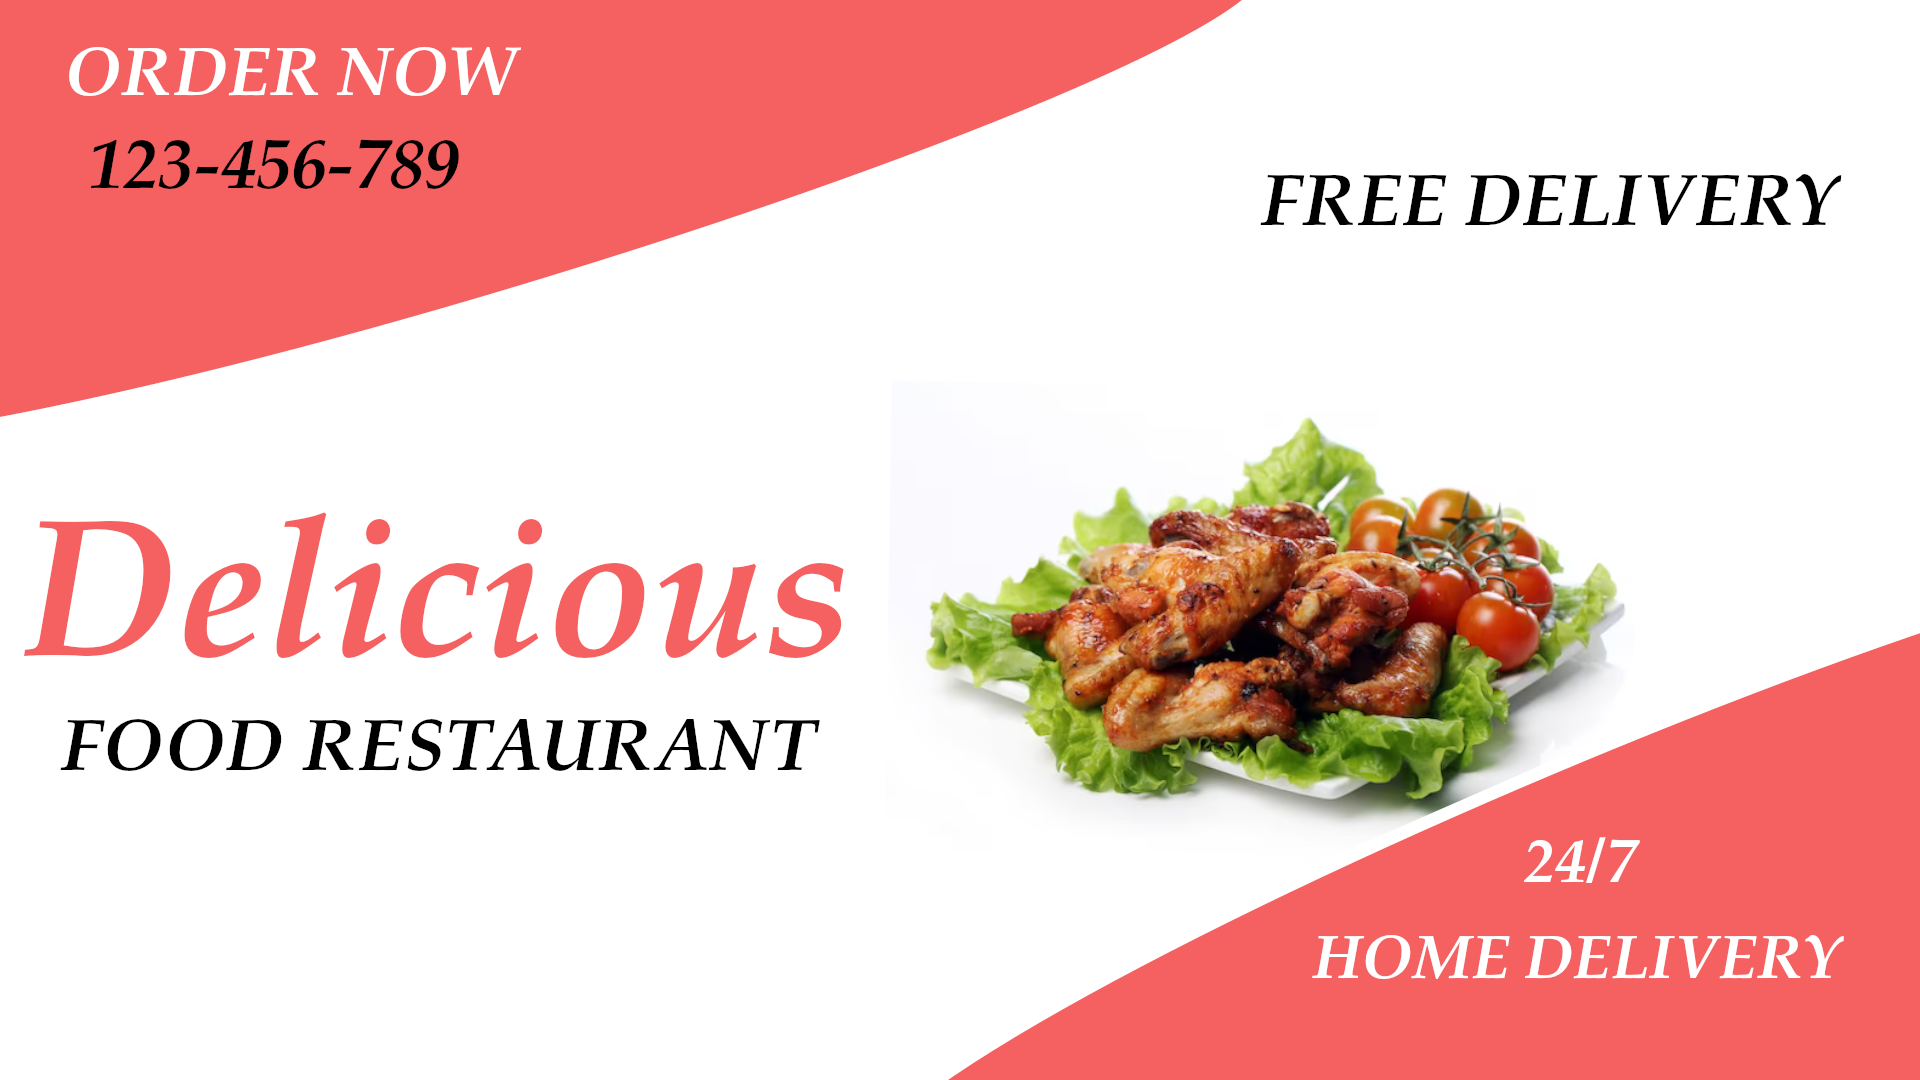 ORDER NOW
123-456-789
FREE DELIVERY
Delicious
FOOD RESTAURANT
24/7
HOME DELIVERY